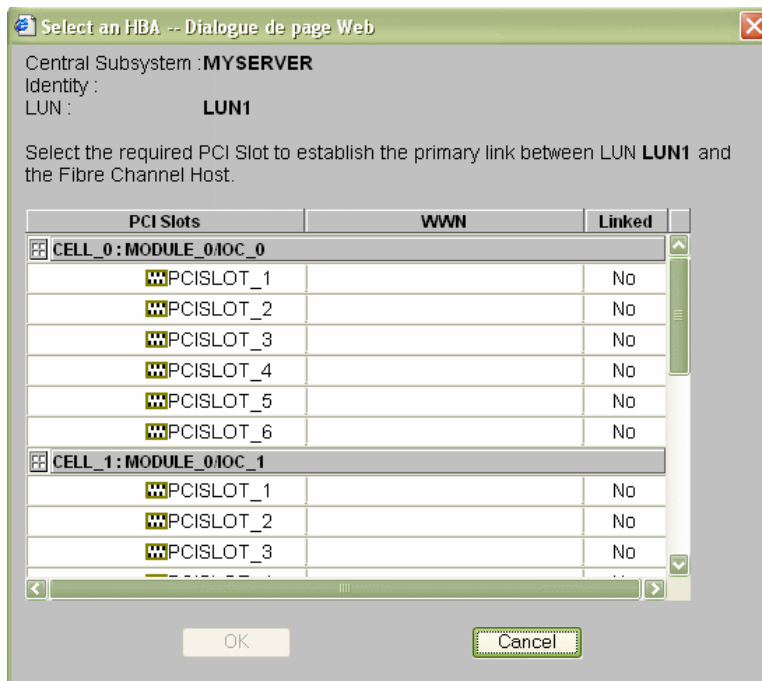 Select an HBA -- Dialogue de page Web
Central Subsystem : MYSERVER
Identity :
LUN : LUN1
Select the required PCI Slot to establish the primary link between LUN LUN1 and
the Fibre Channel Host.
PCI Slots WWN Linked
CELL_0 : MODULE_0/IOC_0
PCISLOT_1 No
PCISLOT_2 No
PCISLOT_3 No
PCISLOT_4 No
PCISLOT_5 No
PCISLOT_6 No
CELL_1 : MODULE_0/IOC_1
PCISLOT_1 No
PCISLOT_2 No
PCISLOT_3 No
OK Cancel